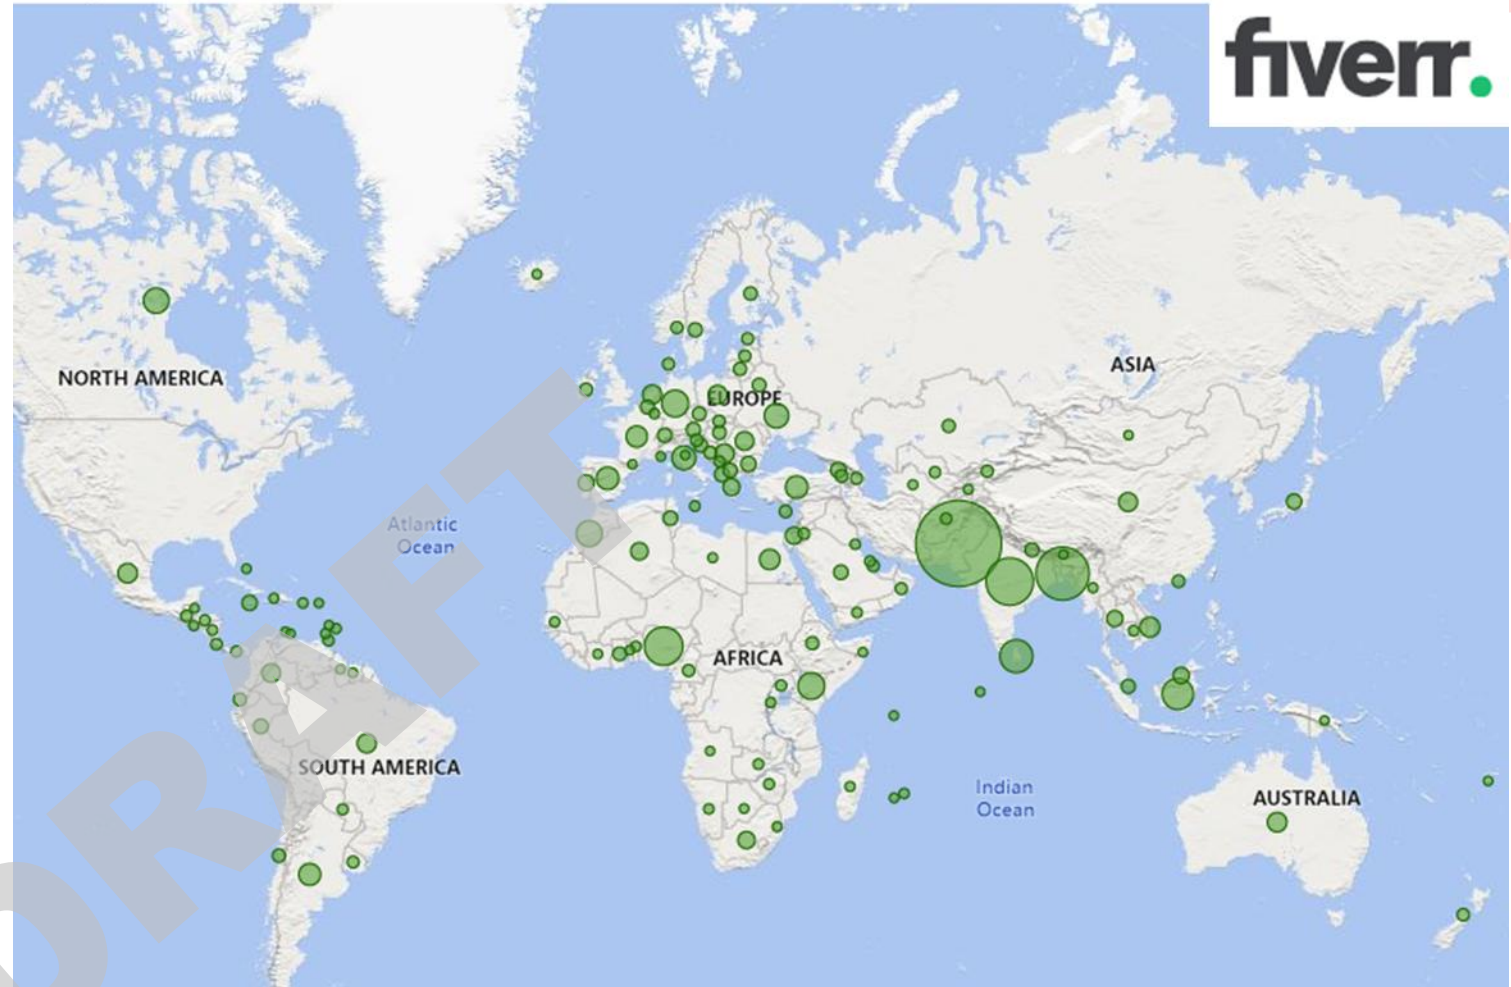 fiverr.
ASIA
NORTH AMERICA
EUROPE
Atlantic
Ocean
AFRICA
SOUTH AMERICA
Indian
Ocean
AUSTRALIA
DRAFT